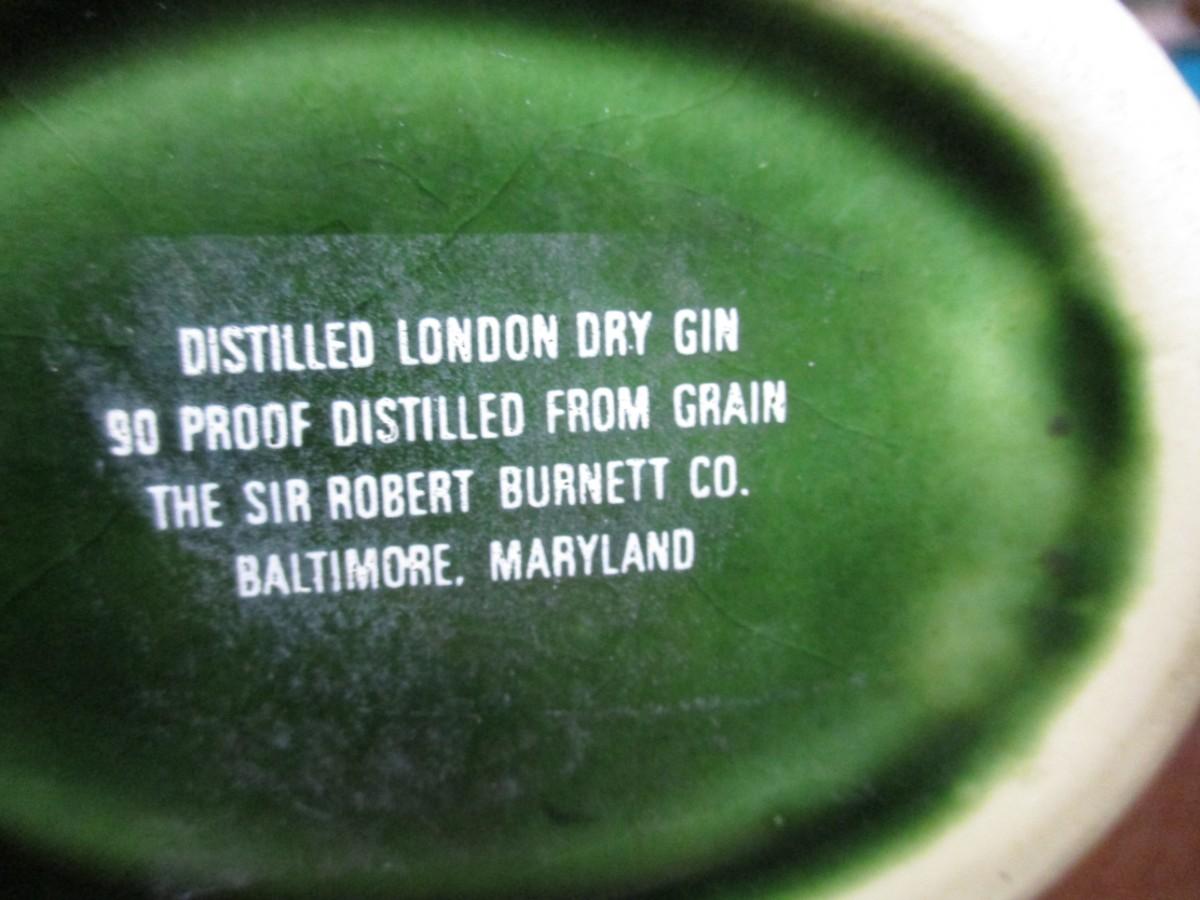 DISTILLED LONDON DRY GIN
90 PROOF DISTILLED FROM GRAIN
THE SIR ROBERT BURNETT CO.
BALTIMORE, MARYLAND